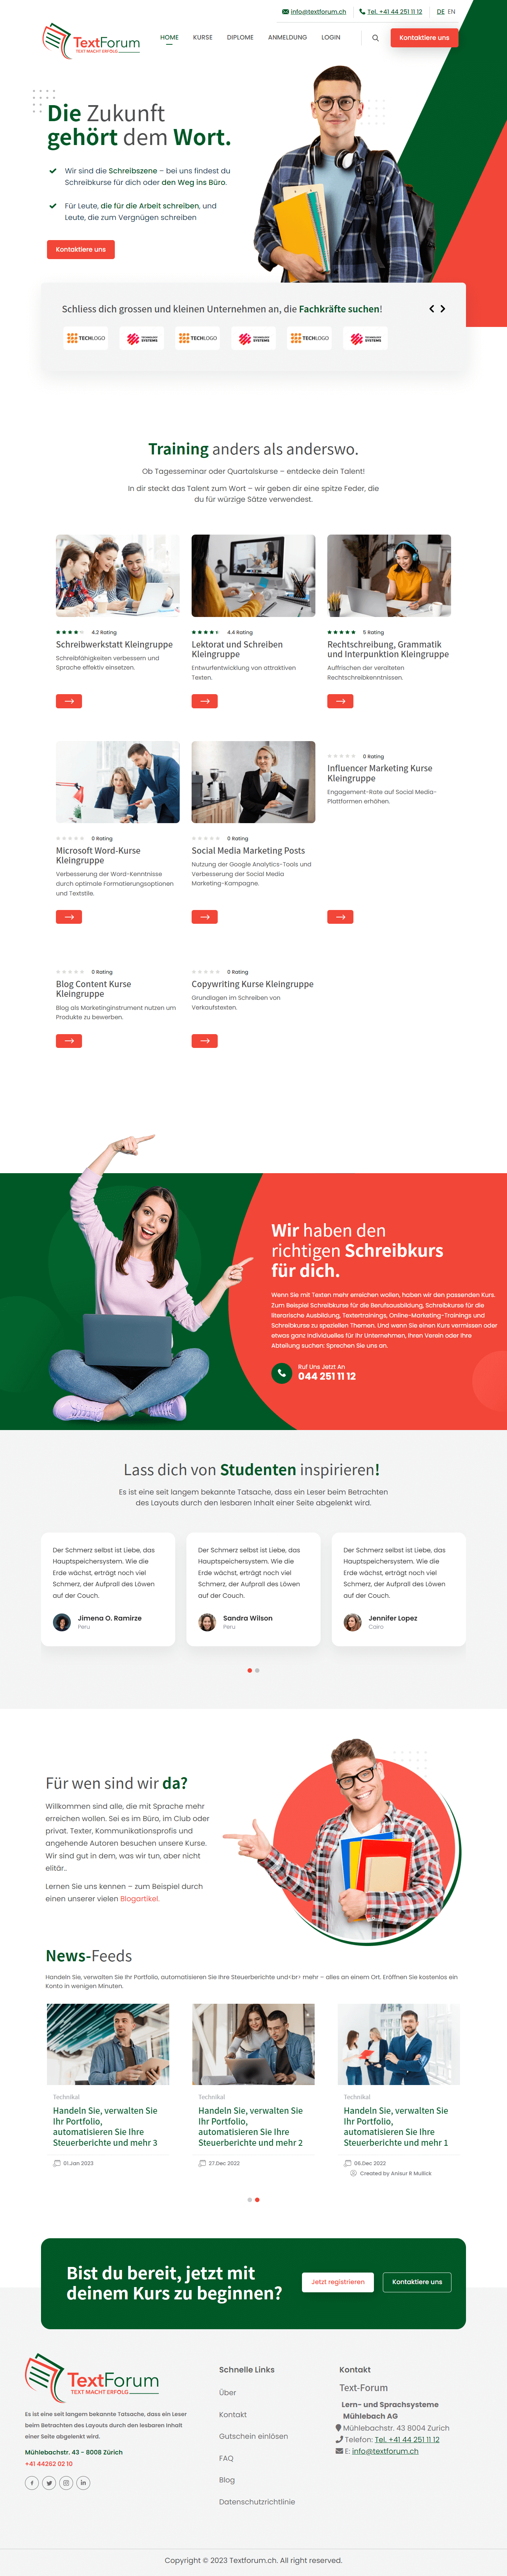 info@textforum.ch
Tel. +41 44 251 11 12
DE EN
TextForum
TEXT MACHT ERFOLG
HOME KURSE DIPLOME ANMELDUNG LOGIN
Kontaktiere uns
Die Zukunft
gehört dem Wort.
Wir sind die Schreibszene – bei uns findest du
Schreibkurse für dich oder den Weg ins Büro.
Für Leute, die für die Arbeit schreiben, und
Leute, die zum Vergnügen schreiben
Kontaktiere uns
Schliess dich grossen und kleinen Unternehmen an, die Fachkräfte suchen!
TECHLOGO
TECHNOLOGY
SYSTEMS
TECHLOGO
TECHNOLOGY
SYSTEMS
TECHLOGO
TECHNOLOGY
SYSTEMS
Training anders als anderswo.
Ob Tagesseminar oder Quartalskurse – entdecke dein Talent!
In dir steckt das Talent zum Wort – wir geben dir eine spitze Feder, die
du für würzige Sätze verwendest.
4.2 Rating
Schreibwerkstatt Kleingruppe
Schreibfähigkeiten verbessern und
Sprache effektiv einsetzen.
4.4 Rating
Lektorat und Schreiben
Kleingruppe
Entwurfentwicklung von attraktiven
Texten.
5 Rating
Rechtschreibung, Grammatik
und Interpunktion Kleingruppe
Auffrischen der veralteten
Rechtschreibkenntnissen.
0 Rating
Microsoft Word-Kurse
Kleingruppe
Verbesserung der Word-Kenntnisse
durch optimale Formatierungsoptionen
und Textstile.
0 Rating
Social Media Marketing Posts
Nutzung der Google Analytics-Tools und
Verbesserung der Social Media
Marketing-Kampagne.
0 Rating
Influencer Marketing Kurse
Kleingruppe
Engagement-Rate auf Social Media-
Plattformen erhöhen.
0 Rating
Blog Content Kurse
Kleingruppe
Blog als Marketinginstrument nutzen um
Produkte zu bewerben.
0 Rating
Copywriting Kurse Kleingruppe
Grundlagen im Schreiben von
Verkaufstexten.
Wir haben den
richtigen Schreibkurs
für dich.
Wenn Sie mit Texten mehr erreichen wollen, haben wir den passenden Kurs.
Zum Beispiel Schreibkurse für die Berufsausbildung, Schreibkurse für die
literarische Ausbildung, Textertrainings, Online-Marketing-Trainings und
Schreibkurse zu speziellen Themen. Und wenn Sie einen Kurs vermissen oder
etwas ganz Individuelles für Ihr Unternehmen, Ihren Verein oder Ihre
Abteilung suchen: Sprechen Sie uns an.
Ruf Uns Jetzt An
044 251 11 12
Lass dich von Studenten inspirieren!
Es ist eine seit langem bekannte Tatsache, dass ein Leser beim Betrachten
des Layouts durch den lesbaren Inhalt einer Seite abgelenkt wird.
Der Schmerz selbst ist Liebe, das
Hauptspeichersystem. Wie die
Erde wächst, erträgt noch viel
Schmerz, der Aufprall des Löwen
auf der Couch.
Jimena O. Ramirze
Peru
Der Schmerz selbst ist Liebe, das
Hauptspeichersystem. Wie die
Erde wächst, erträgt noch viel
Schmerz, der Aufprall des Löwen
auf der Couch.
Sandra Wilson
Peru
Der Schmerz selbst ist Liebe, das
Hauptspeichersystem. Wie die
Erde wächst, erträgt noch viel
Schmerz, der Aufprall des Löwen
auf der Couch.
Jennifer Lopez
Cairo
Für wen sind wir da?
Willkommen sind alle, die mit Sprache mehr
erreichen wollen. Sei es im Büro, im Club oder
privat. Texter, Kommunikationsprofis und
angehende Autoren besuchen unsere Kurse.
Wir sind gut in dem, was wir tun, aber nicht
elitär..
Lernen Sie uns kennen – zum Beispiel durch
einen unserer vielen Blogartikel.
News-Feeds
Handeln Sie, verwalten Sie Ihr Portfolio, automatisieren Sie Ihre Steuerberichte und<br> mehr – alles an einem Ort. Eröffnen Sie kostenlos ein
Konto in wenigen Minuten.
Technikal
Handeln Sie, verwalten Sie
Ihr Portfolio,
automatisieren Sie Ihre
Steuerberichte und mehr 3
01.Jan 2023
Technikal
Handeln Sie, verwalten Sie
Ihr Portfolio,
automatisieren Sie Ihre
Steuerberichte und mehr 2
27.Dec 2022
Technikal
Handeln Sie, verwalten Sie
Ihr Portfolio,
automatisieren Sie Ihre
Steuerberichte und mehr 1
06.Dec 2022
Created by Anisur R Mullick
Bist du bereit, jetzt mit
deinem Kurs zu beginnen?
Jetzt registrieren
Kontaktiere uns
TextForum
TEXT MACHT ERFOLG
Es ist eine seit langem bekannte Tatsache, dass ein Leser
beim Betrachten des Layouts durch den lesbaren Inhalt
einer Seite abgelenkt wird.
Mühlebachstr. 43 - 8008 Zürich
+41 44262 02 10
Schnelle Links
Über
Kontakt
Gutschein einlösen
FAQ
Blog
Datenschutzrichtlinie
Kontakt
Text-Forum
Lern- und Sprachsysteme
Mühlebach AG
Mühlebachstr. 43 8004 Zurich
Telefon: Tel. +41 44 251 11 12
E: info@textforum.ch
Copyright © 2023 Textforum.ch. All right reserved.